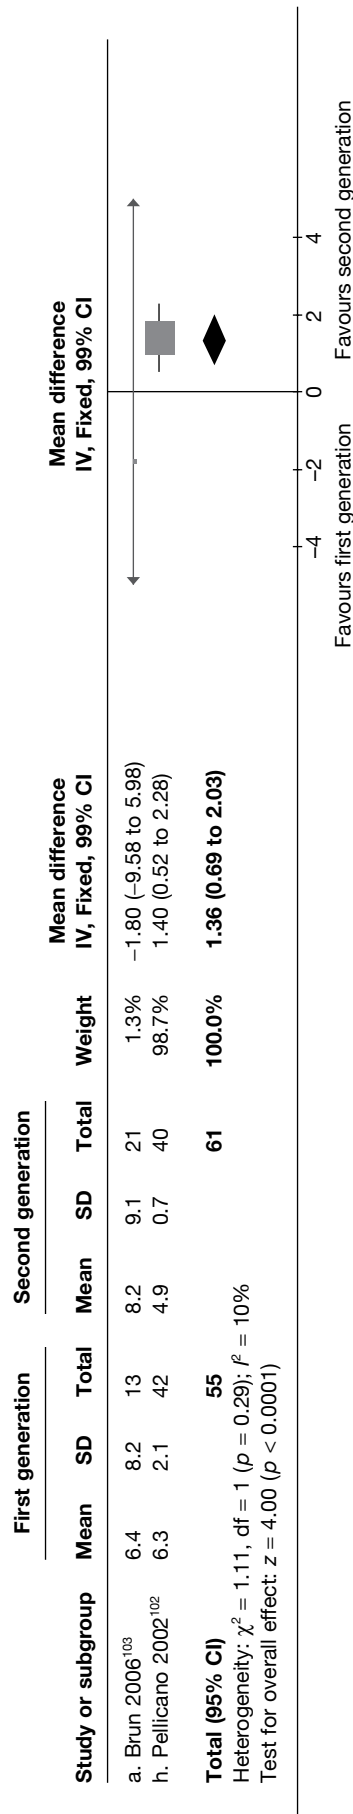 First generation Second generation Mean difference Mean difference
Study or subgroup Mean SD Total Mean SD Total Weight IV, Fixed, 99% CI IV, Fixed, 99% CI
a. Brun 2006¹⁰³ 6.4 8.2 13 8.2 9.1 21 1.3% −1.80 (−9.58 to 5.98)
h. Pellicano 2002¹⁰² 6.3 2.1 42 4.9 0.7 40 98.7% 1.40 (0.52 to 2.28)
Total (95% CI) 55 61 100.0% 1.36 (0.69 to 2.03)
Heterogeneity: χ² = 1.11, df = 1 (p = 0.29); I² = 10%
Test for overall effect: z = 4.00 (p < 0.0001)
−4 −2 0 2 4
Favours first generation Favours second generation